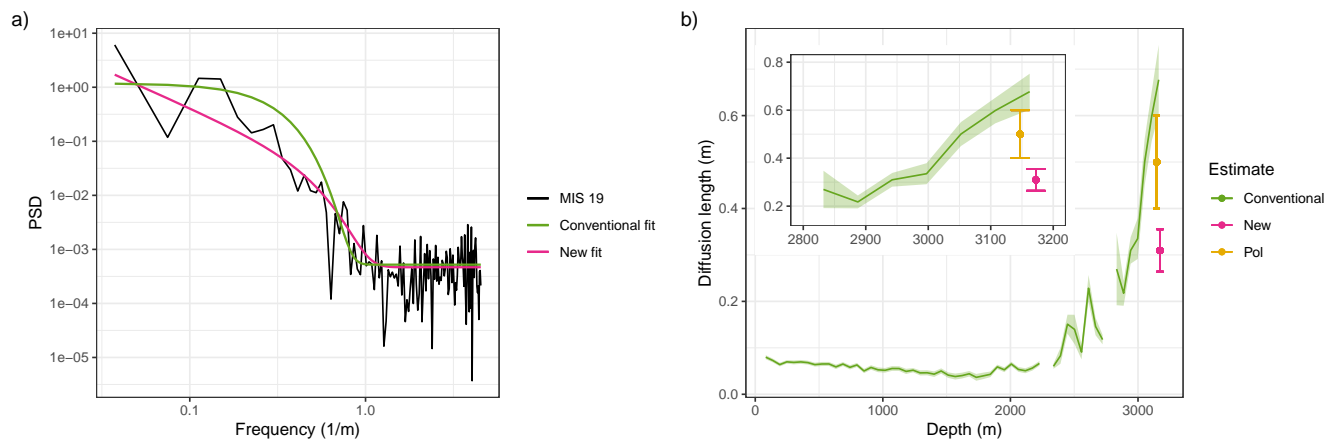 a)
1e+01
1e+00
1e−01
1e−02
1e−03
1e−04
1e−05
PSD
0.1
1.0
Frequency (1/m)
MIS 19
Conventional fit
New fit
b)
0.6
0.4
0.2
0.0
Diffusion length (m)
0.8
0.6
0.4
0.2
2800
2900
3000
3100
3200
0
1000
2000
3000
Depth (m)
Estimate
Conventional
New
Pol